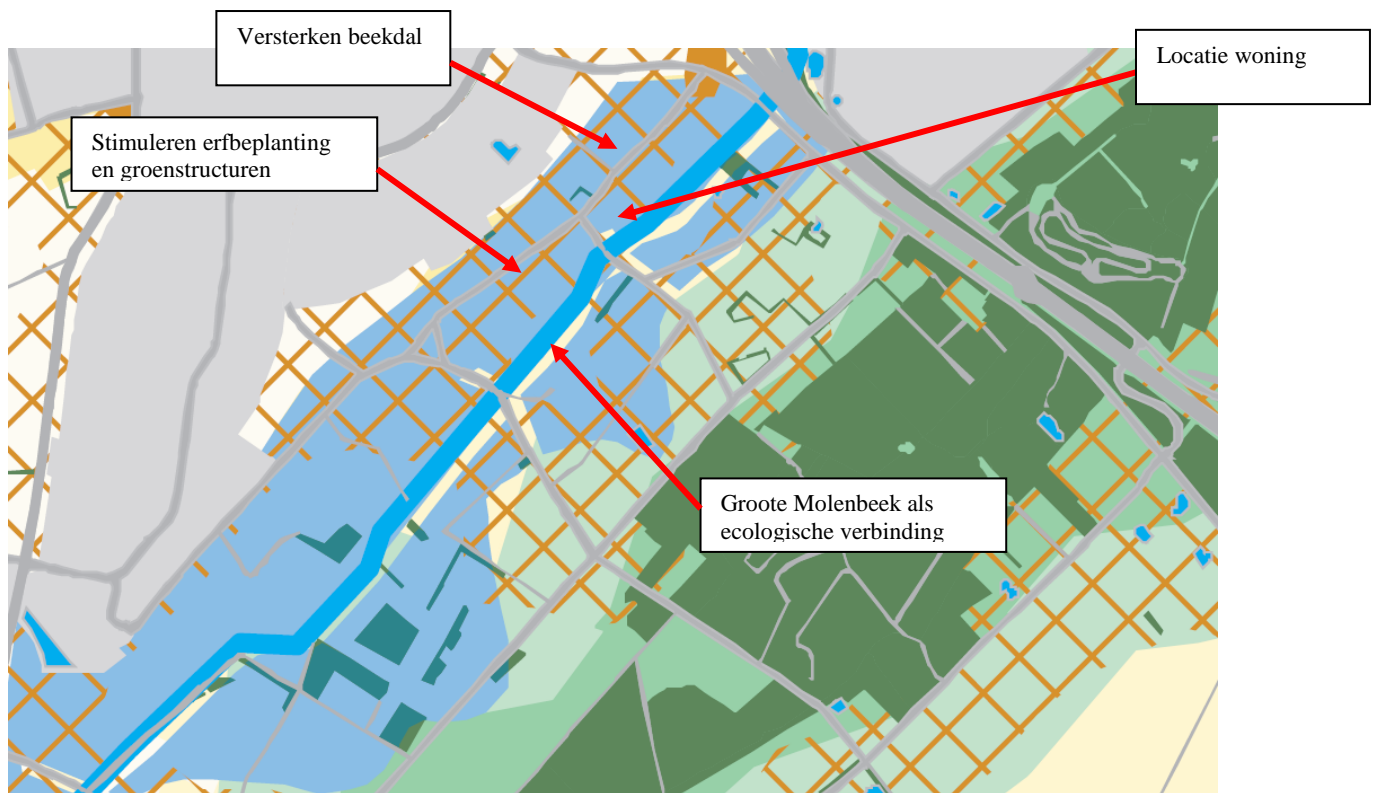 Versterken beekdal
Locatie woning
Stimuleren erfbeplanting
en groenstructuren
Groote Molenbeek als
ecologische verbinding